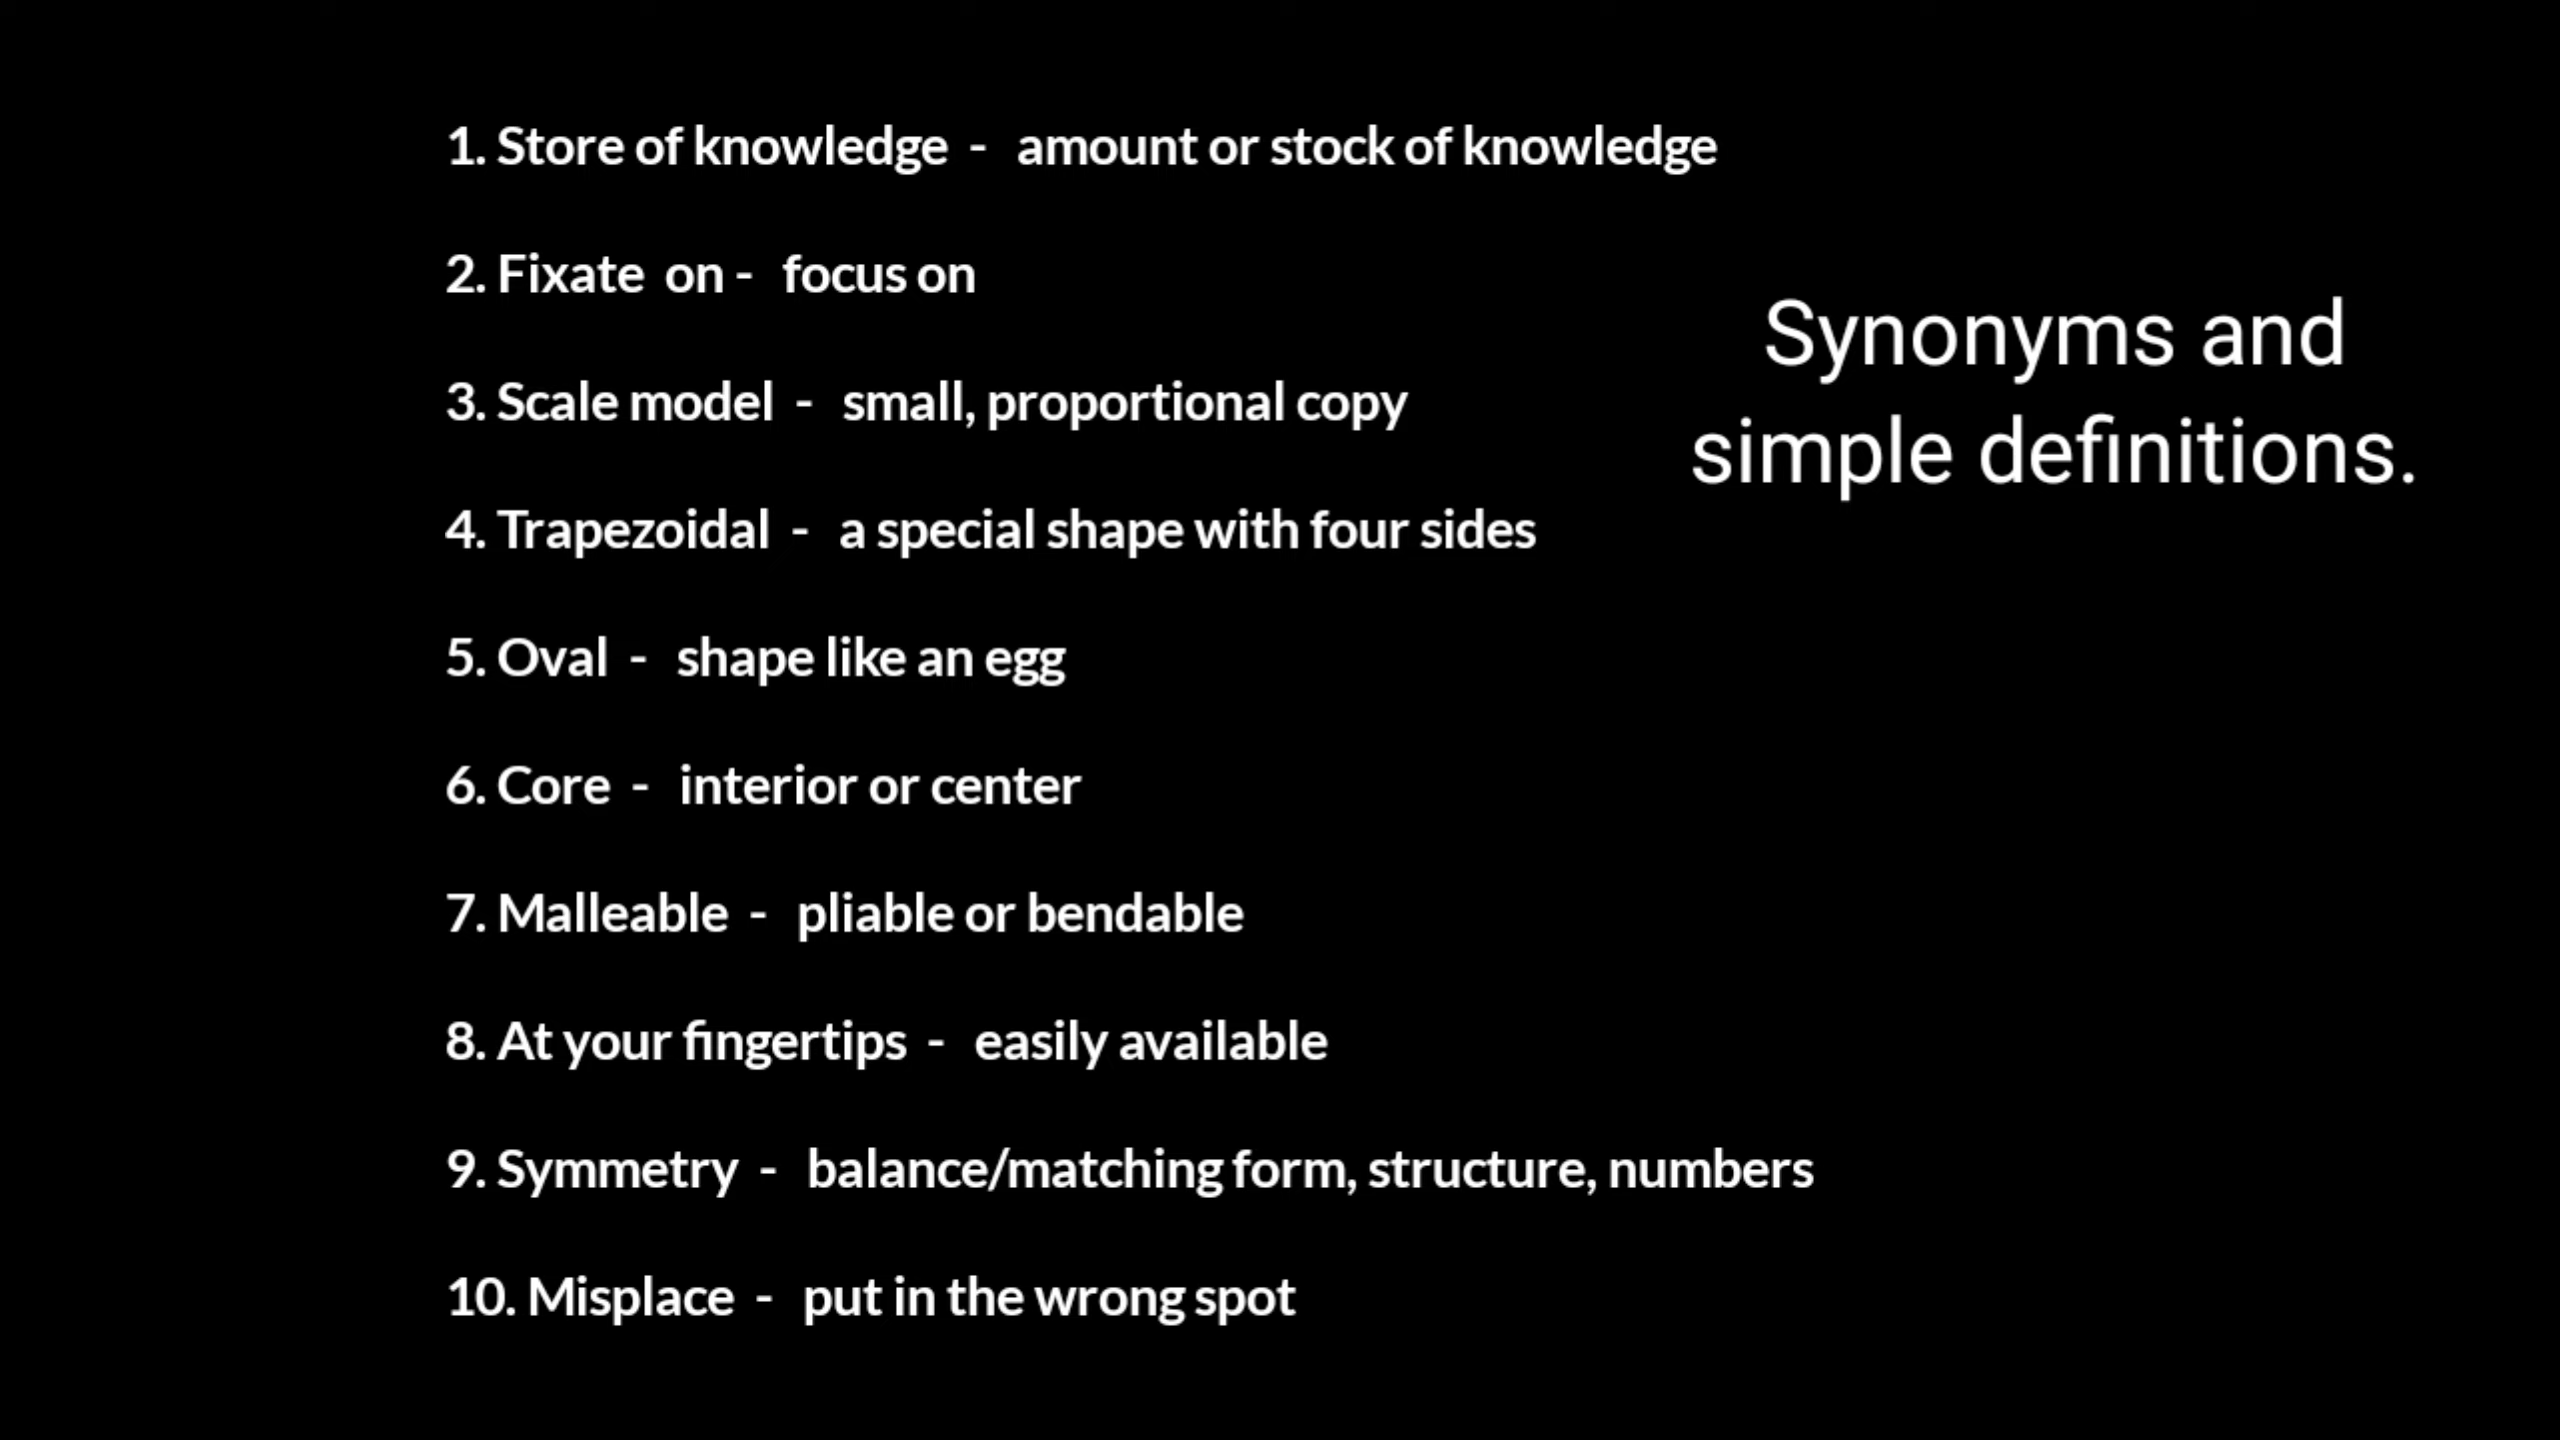 1. Store of knowledge - amount or stock of knowledge
2. Fixate on - focus on
3. Scale model - small, proportional copy
4. Trapezoidal - a special shape with four sides
5. Oval - shape like an egg
6. Core - interior or center
7. Malleable - pliable or bendable
8. At your fingertips - easily available
9. Symmetry - balance/matching form, structure, numbers
10. Misplace - put in the wrong spot
Synonyms and
simple definitions.